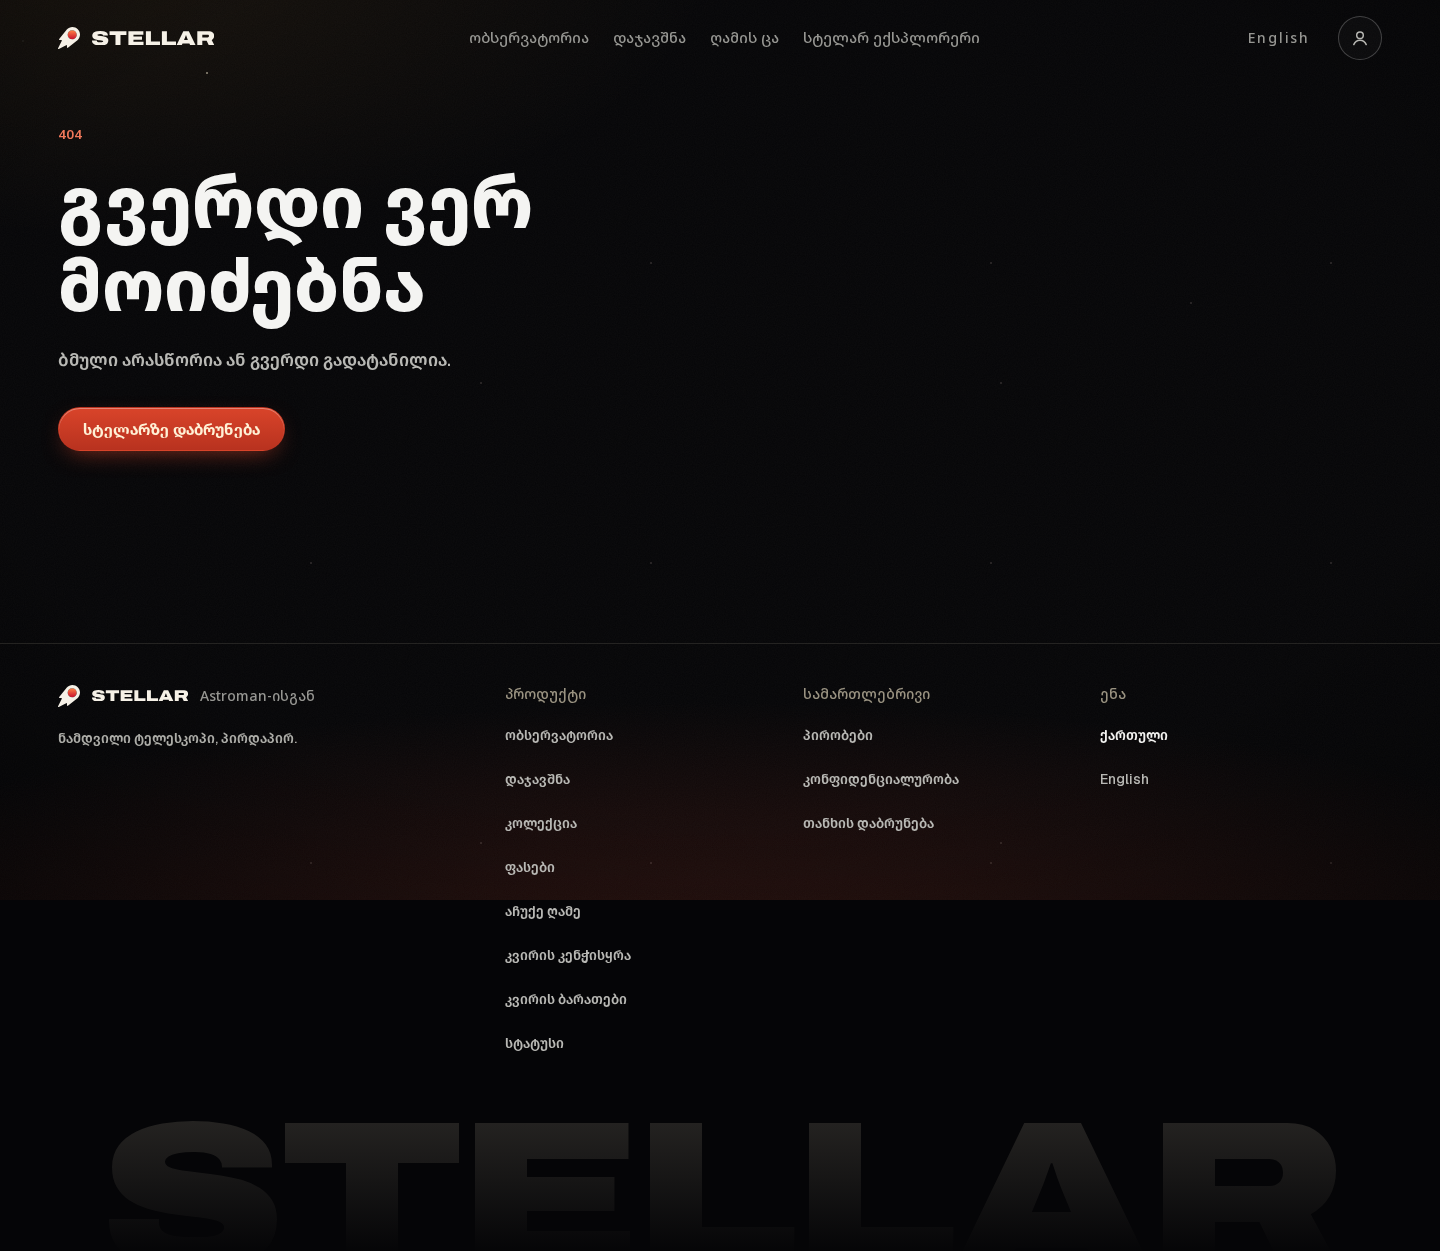 STELLAR
ობსერვატორია დაჯავშნა ღამის ცა სტელარ ექსპლორერი
English
404
გვერდი ვერ
მოიძებნა
ბმული არასწორია ან გვერდი გადატანილია.
სტელარზე დაბრუნება
STELLAR Astroman-ისგან
ნამდვილი ტელესკოპი, პირდაპირ.
პროდუქტი
ობსერვატორია
დაჯავშნა
კოლექცია
ფასები
აჩუქე ღამე
კვირის კენჭისყრა
კვირის ბარათები
სტატუსი
სამართლებრივი
პირობები
კონფიდენციალურობა
თანხის დაბრუნება
ენა
ქართული
English
STELLAR